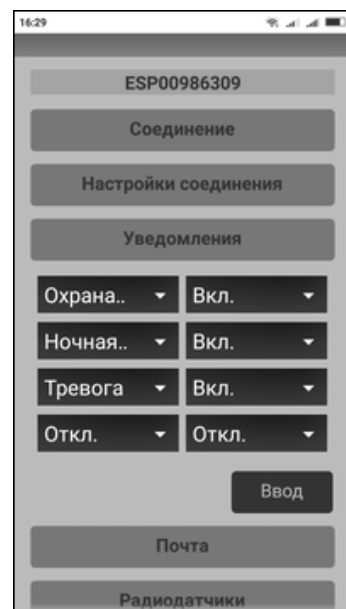 16:29
ESP00986309
Соединение
Настройки соединения
Уведомления
Охрана.. Вкл.
Ночная.. Вкл.
Тревога Вкл.
Откл. Откл.
Ввод
Почта
Радиодатчики